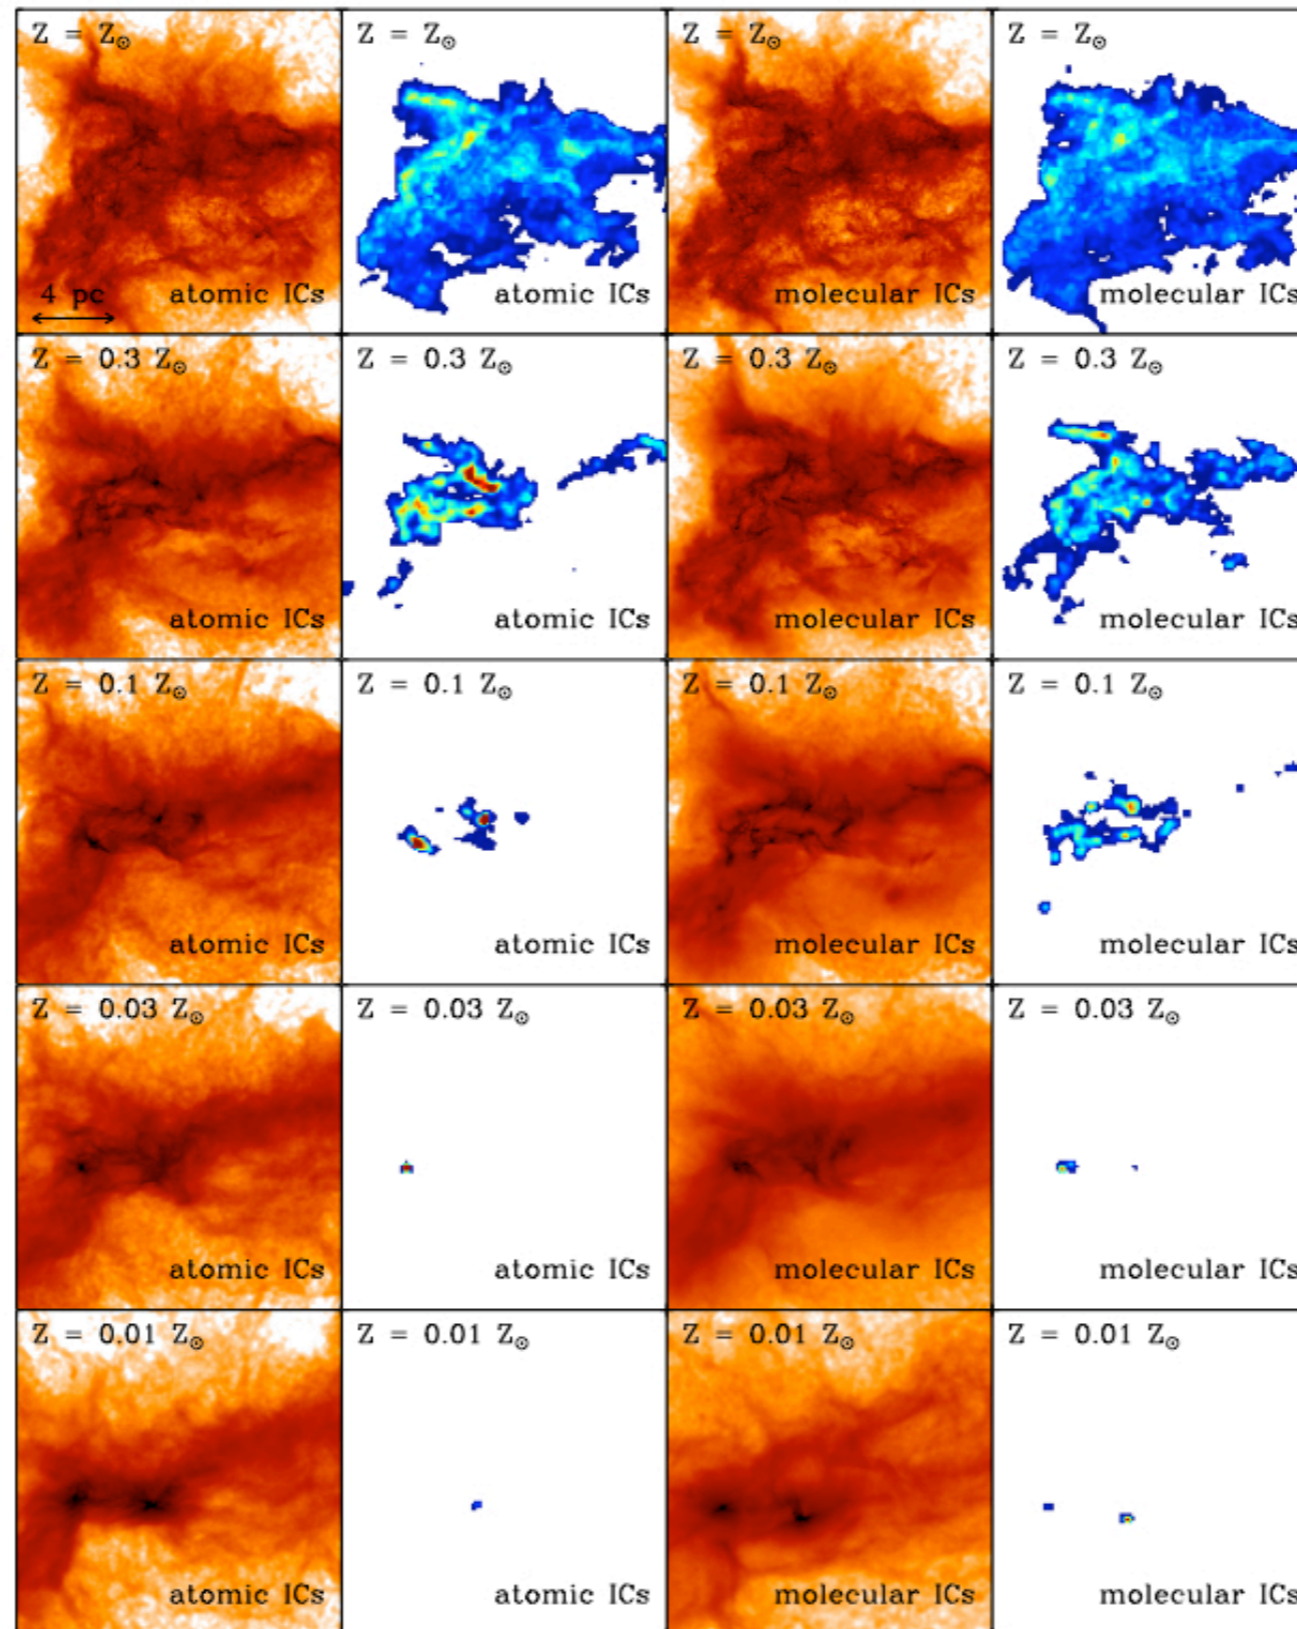 Z = Z☉
Z = Z☉
Z = Z☉
Z = Z☉
4 pc
atomic ICs
atomic ICs
molecular ICs
molecular ICs
Z = 0.3 Z☉
Z = 0.3 Z☉
Z = 0.3 Z☉
Z = 0.3 Z☉
atomic ICs
atomic ICs
molecular ICs
molecular ICs
Z = 0.1 Z☉
Z = 0.1 Z☉
Z = 0.1 Z☉
Z = 0.1 Z☉
atomic ICs
atomic ICs
molecular ICs
molecular ICs
Z = 0.03 Z☉
Z = 0.03 Z☉
Z = 0.03 Z☉
Z = 0.03 Z☉
atomic ICs
atomic ICs
molecular ICs
molecular ICs
Z = 0.01 Z☉
Z = 0.01 Z☉
Z = 0.01 Z☉
Z = 0.01 Z☉
atomic ICs
atomic ICs
molecular ICs
molecular ICs